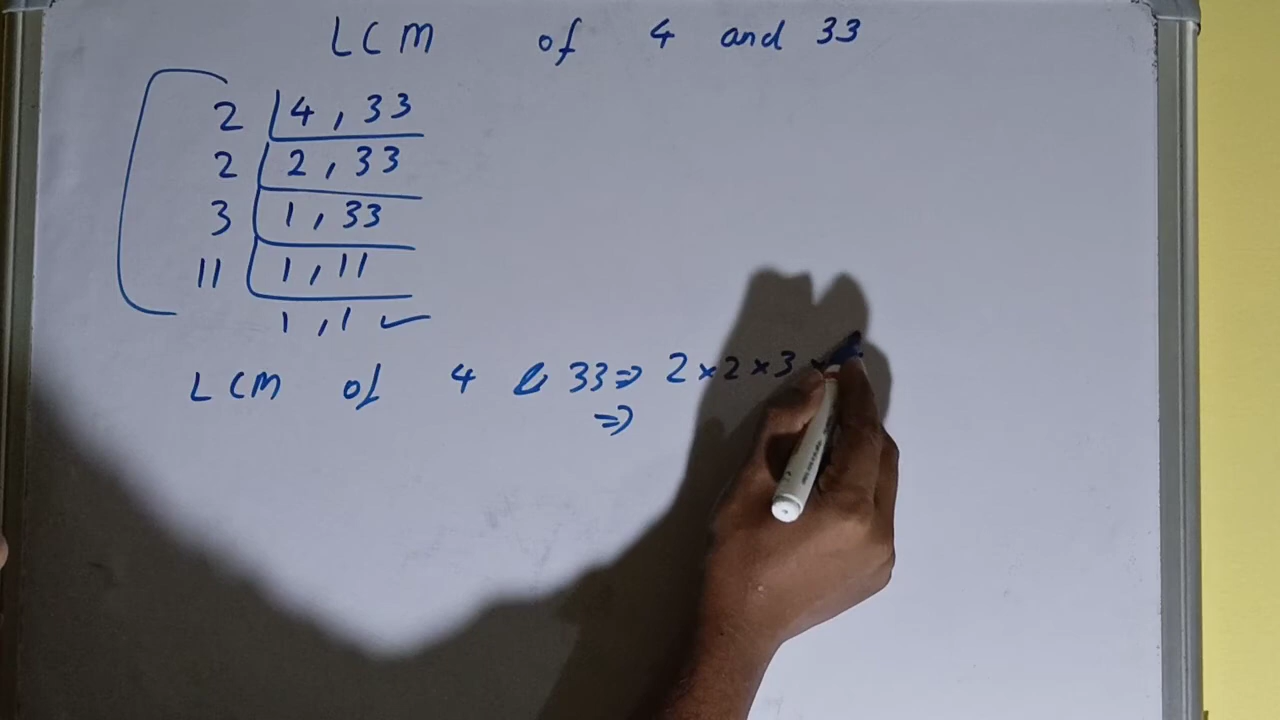 LCM of 4 and 33
2 4, 33
2 2, 33
3 1, 33
11 1, 11
1, 1 ✓
LCM of 4 & 33 ⇒ 2 × 2 × 3 ×
⇒